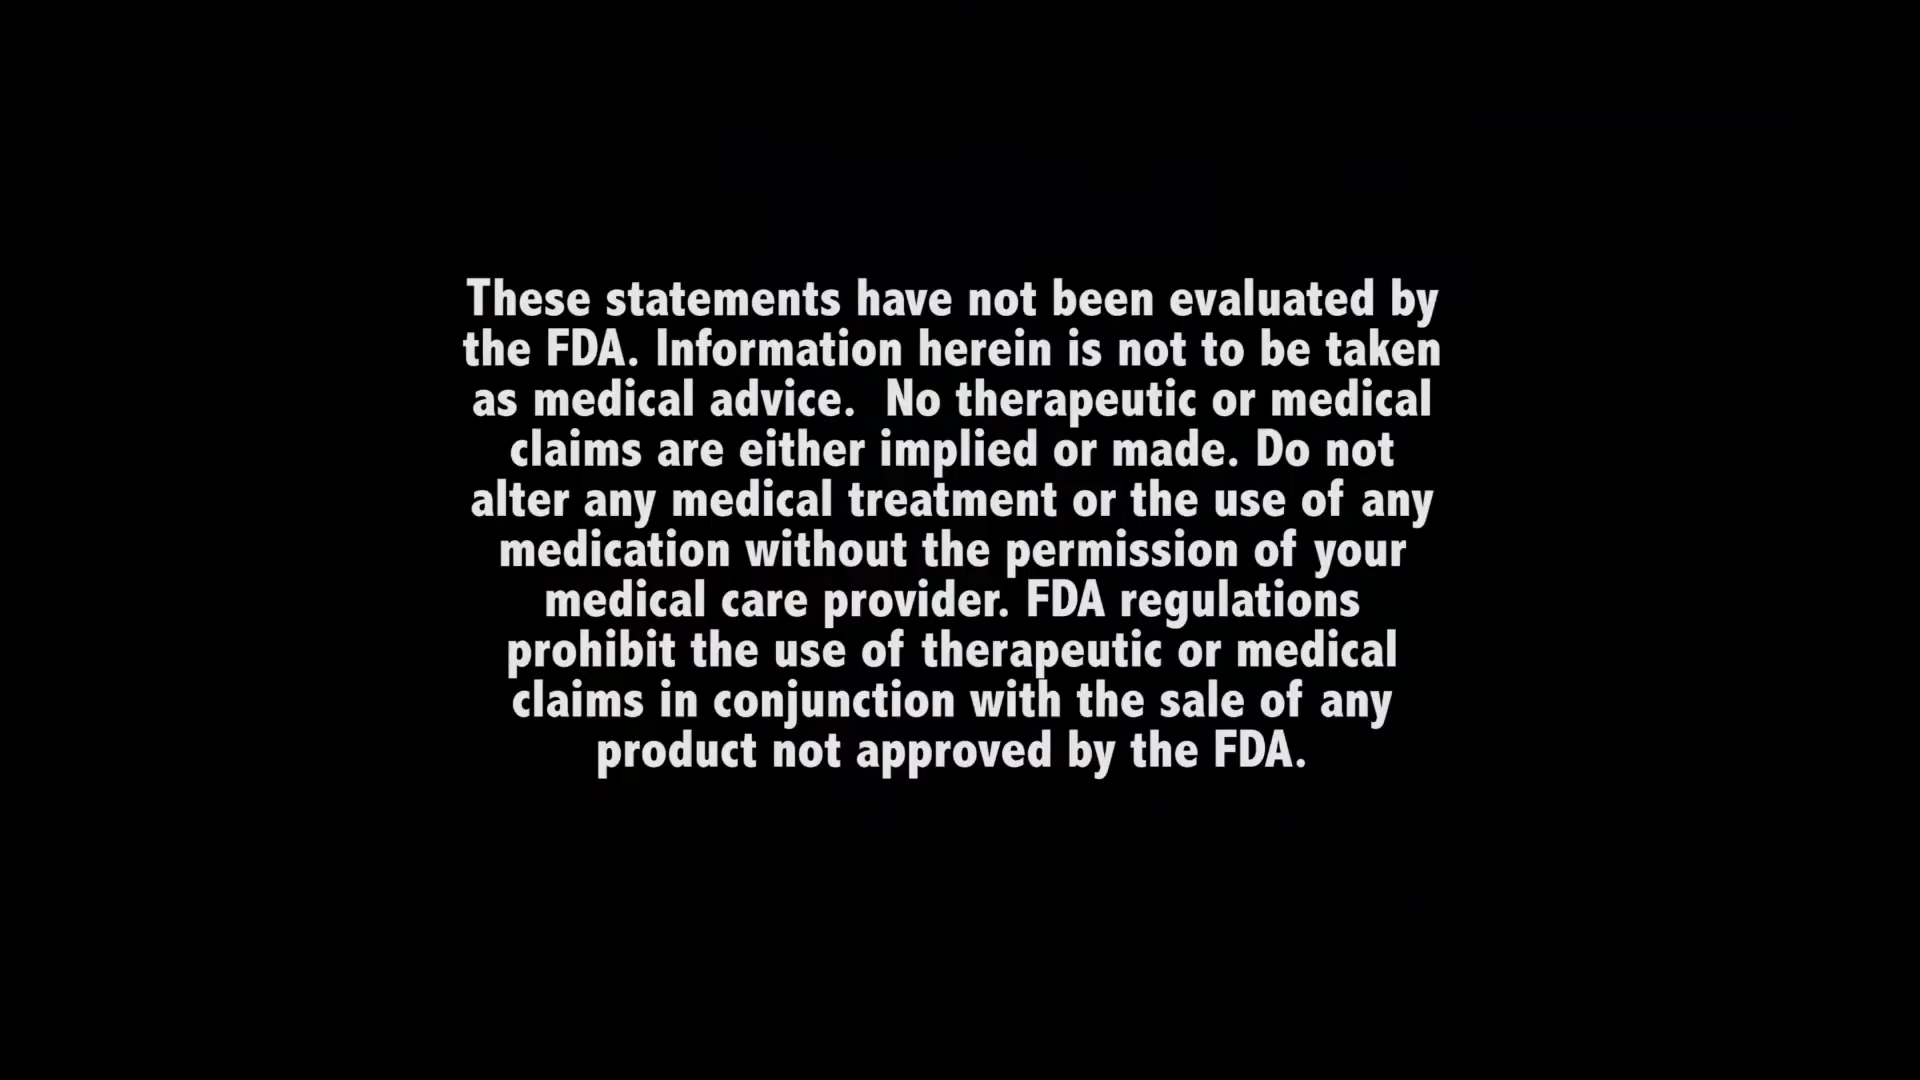 These statements have not been evaluated by
the FDA. Information herein is not to be taken
as medical advice.  No therapeutic or medical
claims are either implied or made. Do not
alter any medical treatment or the use of any
medication without the permission of your
medical care provider. FDA regulations
prohibit the use of therapeutic or medical
claims in conjunction with the sale of any
product not approved by the FDA.